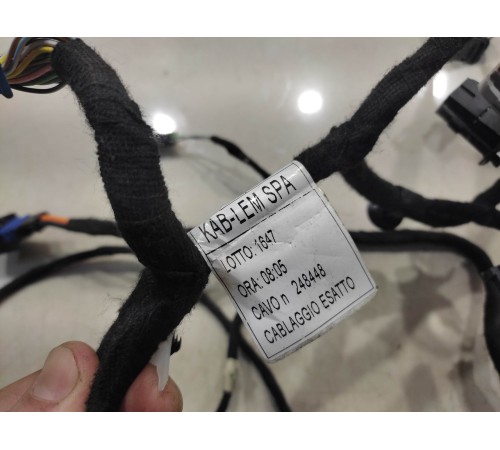 KAB-LEM SPA
LOTTO: 1647
ORA: 08:05
CAVO n 248448
CABLAGGIO ESATTO